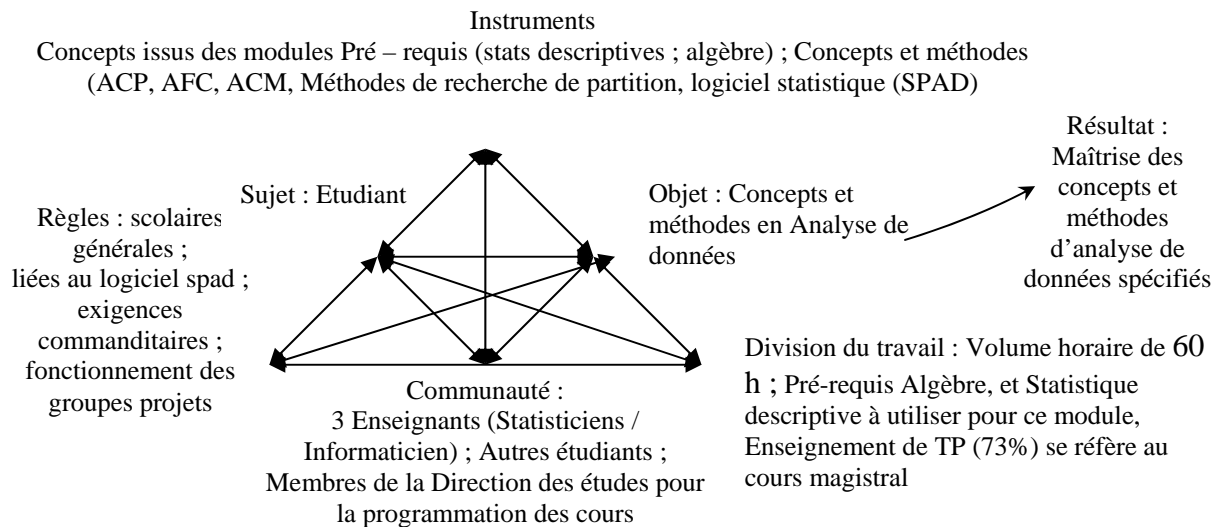 Instruments
Concepts issus des modules Pré – requis (stats descriptives ; algèbre) ; Concepts et méthodes
(ACP, AFC, ACM, Méthodes de recherche de partition, logiciel statistique (SPAD)
Résultat :
Maîtrise des
concepts et
méthodes
d’analyse de
données spécifiés
Sujet : Etudiant
Objet : Concepts et
méthodes en Analyse de
données
Règles : scolaires
générales ;
liées au logiciel spad ;
exigences
commanditaires ;
fonctionnement des
groupes projets
Communauté :
3 Enseignants (Statisticiens /
Informaticien) ; Autres étudiants ;
Membres de la Direction des études pour
la programmation des cours
Division du travail : Volume horaire de 60
h ; Pré-requis Algèbre, et Statistique
descriptive à utiliser pour ce module,
Enseignement de TP (73%) se réfère au
cours magistral